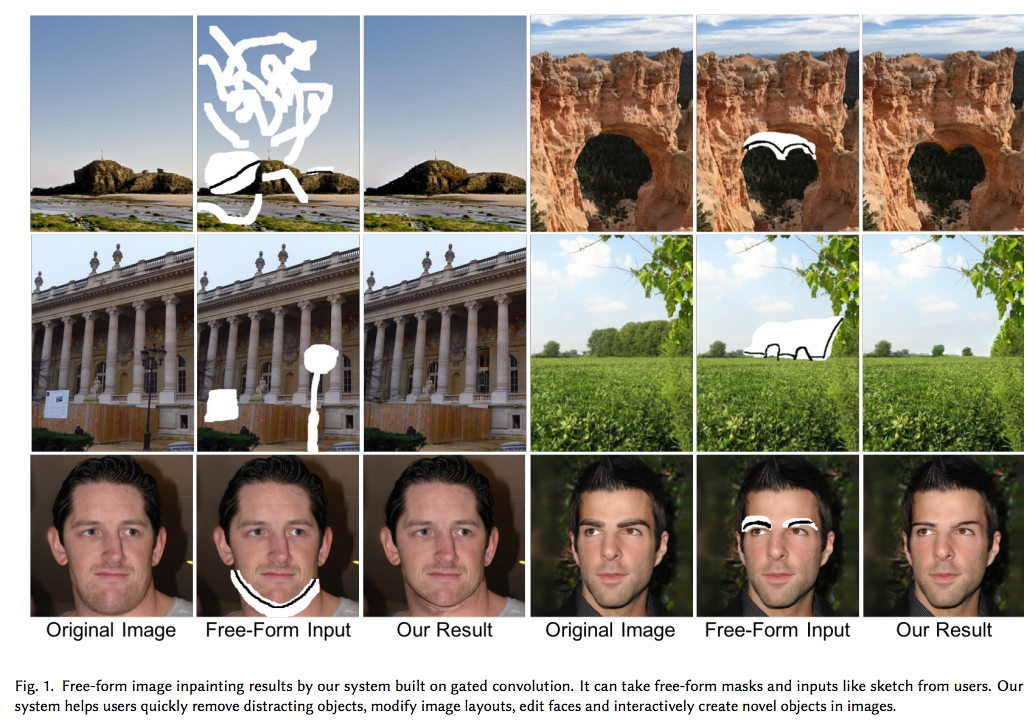 Original Image Free-Form Input Our Result Original Image Free-Form Input Our Result
Fig. 1. Free-form image inpainting results by our system built on gated convolution. It can take free-form masks and inputs like sketch from users. Our
system helps users quickly remove distracting objects, modify image layouts, edit faces and interactively create novel objects in images.